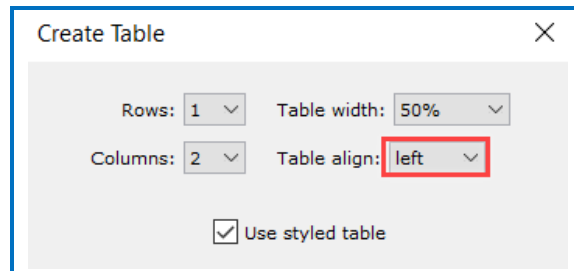 Create Table
Rows: 1 Table width: 50%
Columns: 2 Table align: left
Use styled table